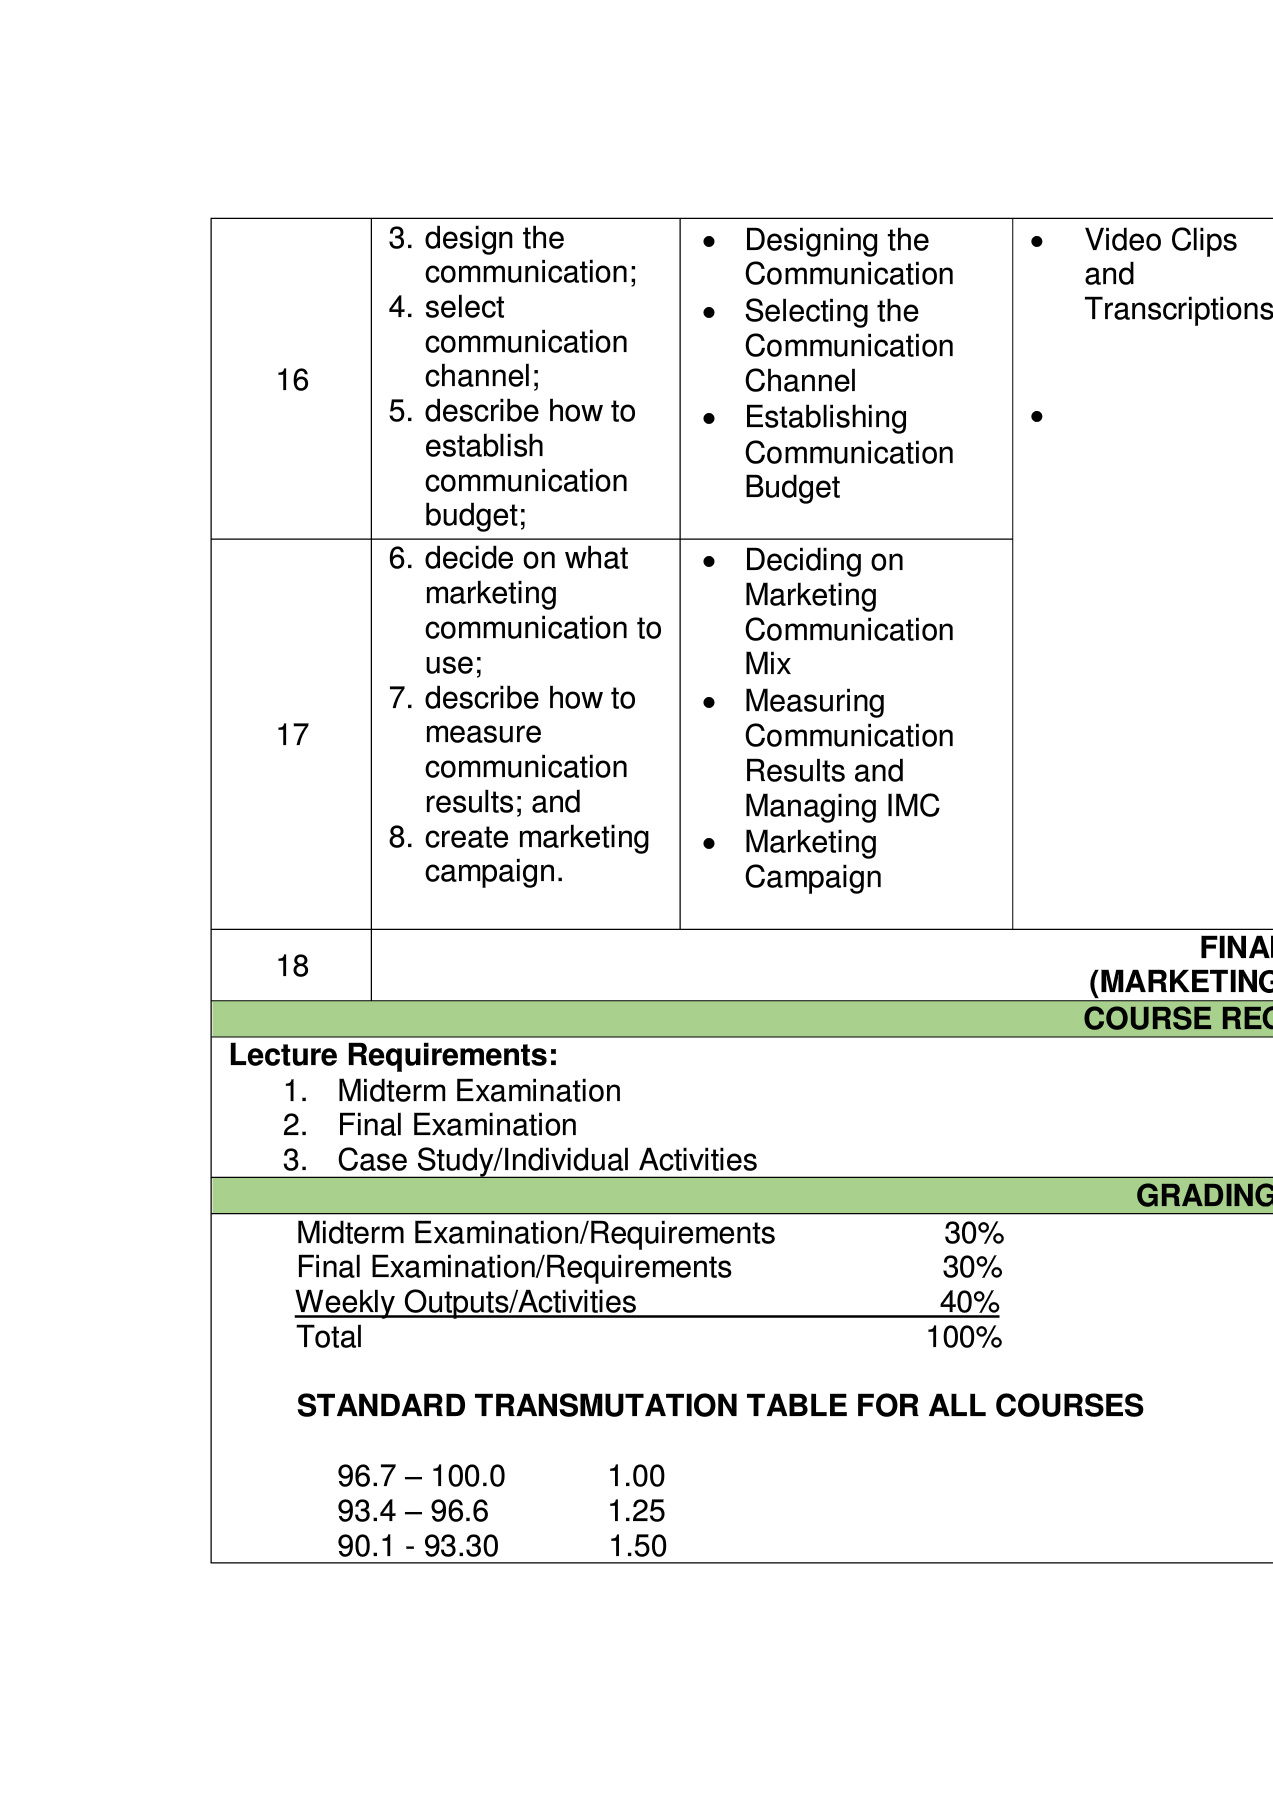 16
3. design the
communication;
4. select
communication
channel;
5. describe how to
establish
communication
budget;
• Designing the
Communication
• Selecting the
Communication
Channel
• Establishing
Communication
Budget
• Video Clips
and
Transcriptions
•
17
6. decide on what
marketing
communication to
use;
7. describe how to
measure
communication
results; and
8. create marketing
campaign.
• Deciding on
Marketing
Communication
Mix
• Measuring
Communication
Results and
Managing IMC
• Marketing
Campaign
18
(MARKETING
COURSE
Lecture Requirements:
1. Midterm Examination
2. Final Examination
3. Case Study/Individual Activities
GRADING
Midterm Examination/Requirements 30%
Final Examination/Requirements 30%
Weekly Outputs/Activities 40%
Total 100%
STANDARD TRANSMUTATION TABLE FOR ALL COURSES
96.7 – 100.0 1.00
93.4 – 96.6 1.25
90.1 - 93.30 1.50